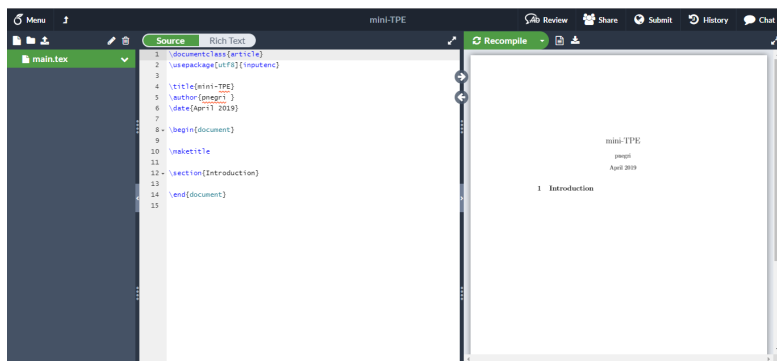 Menu
mini-TPE
Review
Share
Submit
History
Chat
Source
Rich Text
Recompile
main.tex
1 \documentclass{article}
2 \usepackage[utf8]{inputenc}
3
4 \title{mini-TPE}
5 \author{pnegri }
6 \date{April 2019}
7
8 \begin{document}
9
10 \maketitle
11
12 \section{Introduction}
13
14 \end{document}
15
mini-TPE
pnegri
April 2019
1 Introduction